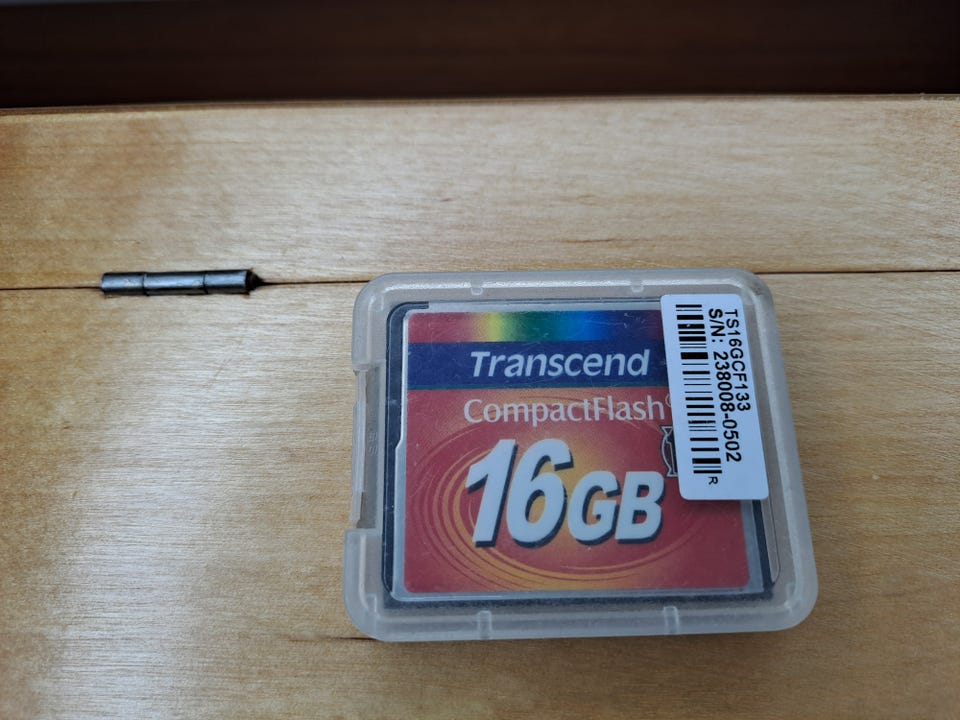 Transcend
CompactFlash
16GB
TS16GCF133
S/N: 238008-0502
R